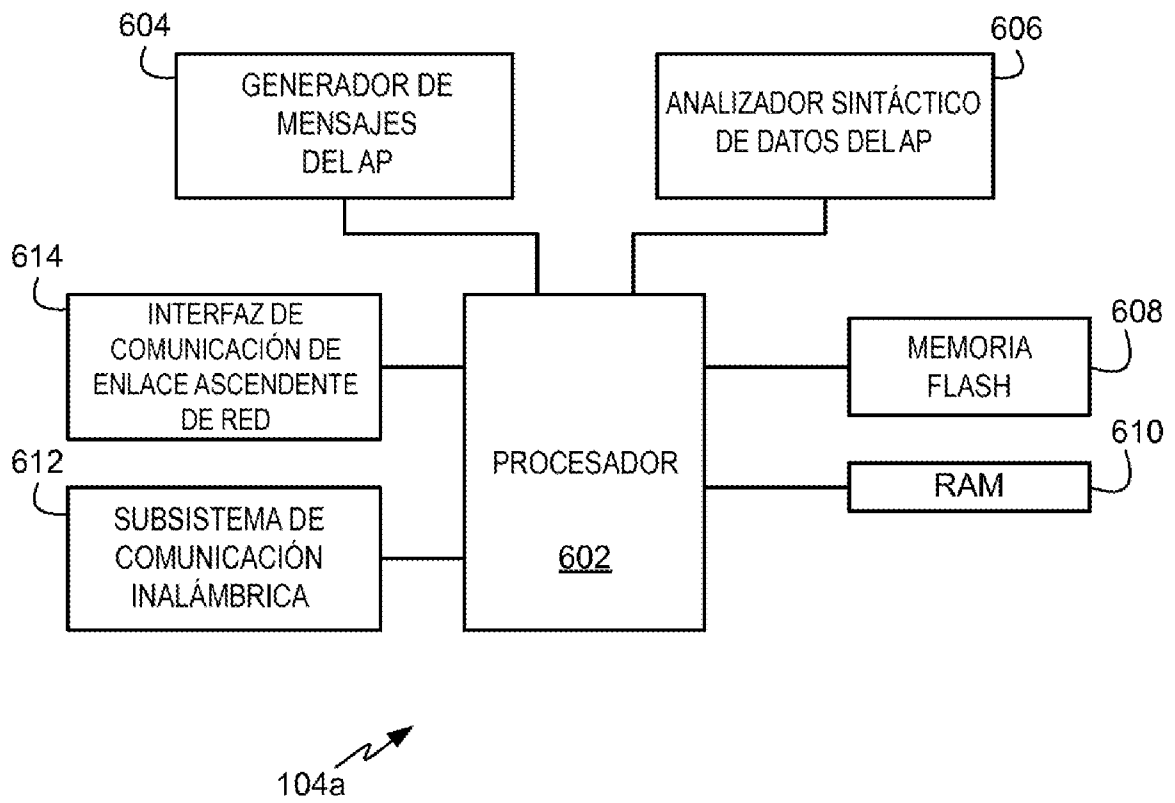 604
GENERADOR DE
MENSAJES
DEL AP
606
ANALIZADOR SINTÁCTICO
DE DATOS DEL AP
614
INTERFAZ DE
COMUNICACIÓN DE
ENLACE ASCENDENTE
DE RED
612
SUBSISTEMA DE
COMUNICACIÓN
INALÁMBRICA
PROCESADOR
602
608
MEMORIA
FLASH
610
RAM
104a